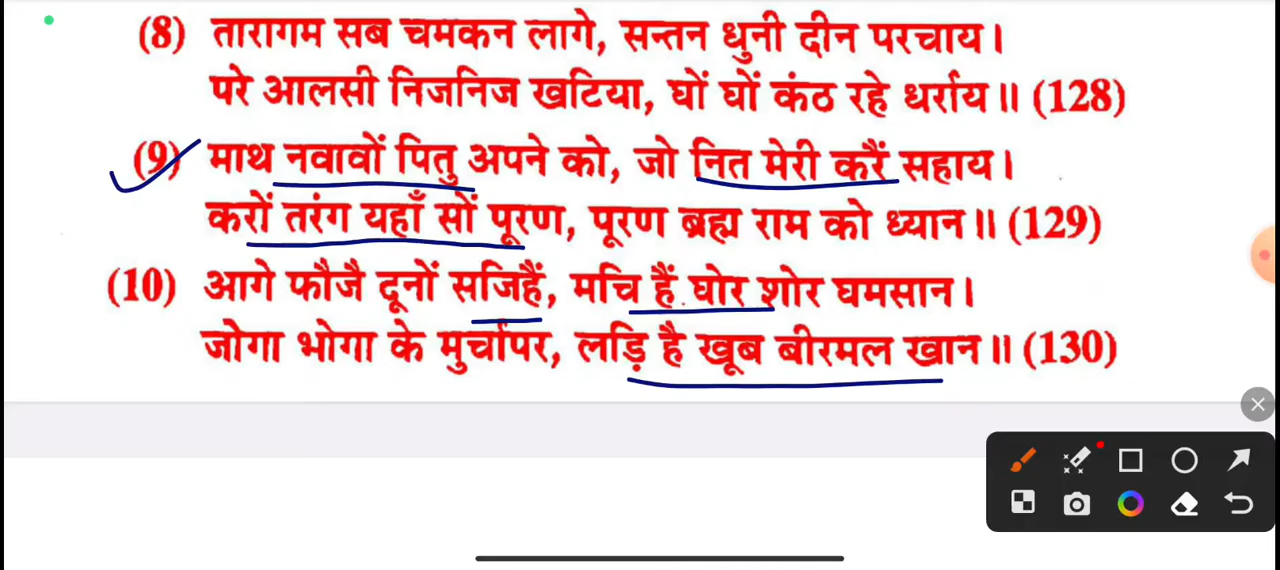 (8) तारागम सब चमकन लागे, सन्तन धुनी दीन परचाय।
परे आलसी निजनिज खटिया, घों घों कंठ रहे धर्राय॥ (128)
(9) माथ नवावों पितु अपने को, जो नित मेरी करैं सहाय।
करों तरंग यहाँ सों पूरण, पूरण ब्रह्म राम को ध्यान॥ (129)
(10) आगे फौजै दूनों सजिहैं, मचि हैं घोर शोर घमसान।
जोगा भोगा के मुर्चापर, लड़ि है खूब बीरमल खान॥ (130)